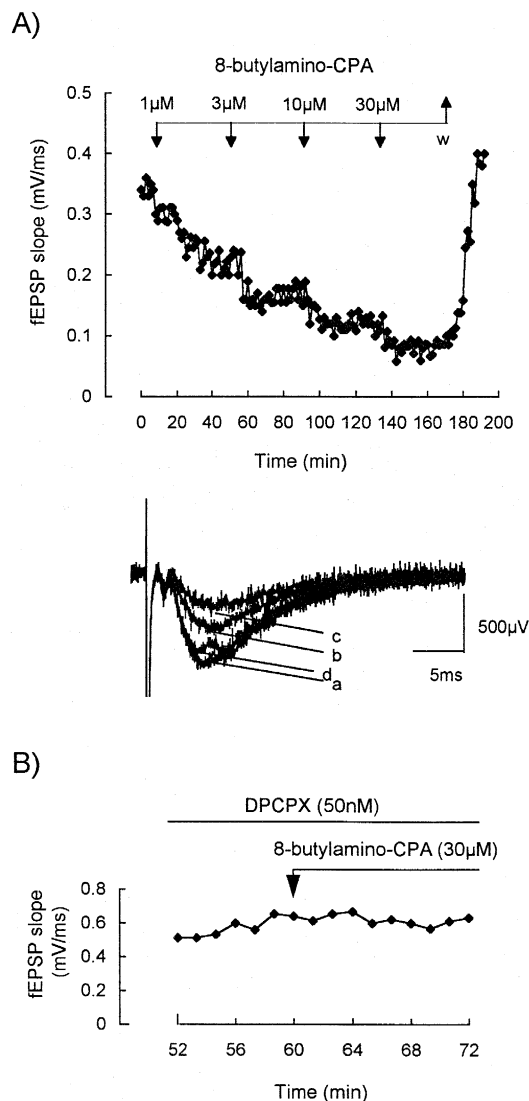 A)
8-butylamino-CPA
1µM 3µM 10µM 30µM
w
0.5
0.4
0.3
0.2
0.1
0
fEPSP slope (mV/ms)
0 20 40 60 80 100 120 140 160 180 200
Time (min)
c
b
d
a
500µV
5ms
B)
DPCPX (50nM)
8-butylamino-CPA (30µM)
0.8
0.6
0.4
0.2
0
fEPSP slope
(mV/ms)
52 56 60 64 68 72
Time (min)